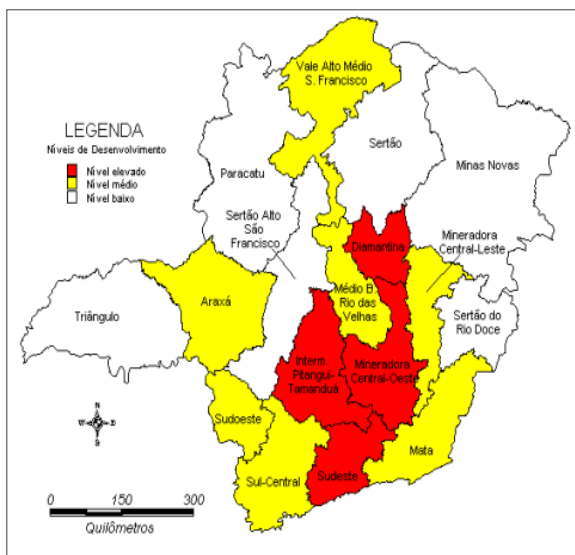 Vale Alto Médio
S. Francisco
LEGENDA
Níveis de Desenvolvimento
Nível elevado
Nível médio
Nível baixo
Sertão
Minas Novas
Paracatu
Sertão Alto
São
Francisco
Mineradora
Central-Leste
Diamantina
Araxá
Médio B.
Rio das
Velhas
Triângulo
Sertão do
Rio Doce
Interm.
Pitangui-
Tamanduá
Mineradora
Central-Oeste
Sudoeste
Mata
Sul-Central
Sudeste
N
W
E
S
0 150 300
Quilômetros